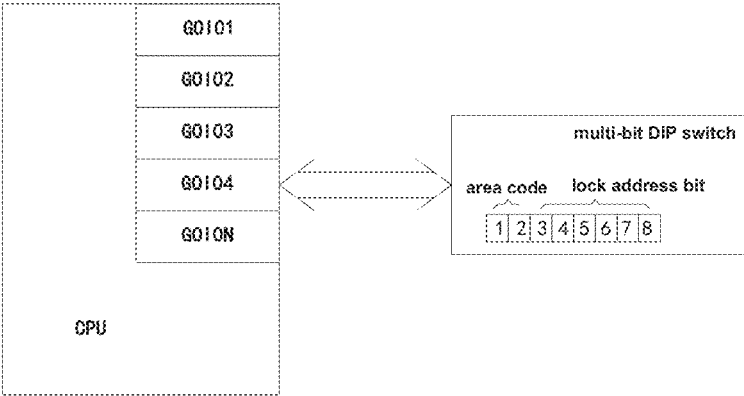 GOIO1
GOIO2
GOIO3
GOIO4
GOION
CPU
multi-bit DIP switch
area code lock address bit
1 2 3 4 5 6 7 8